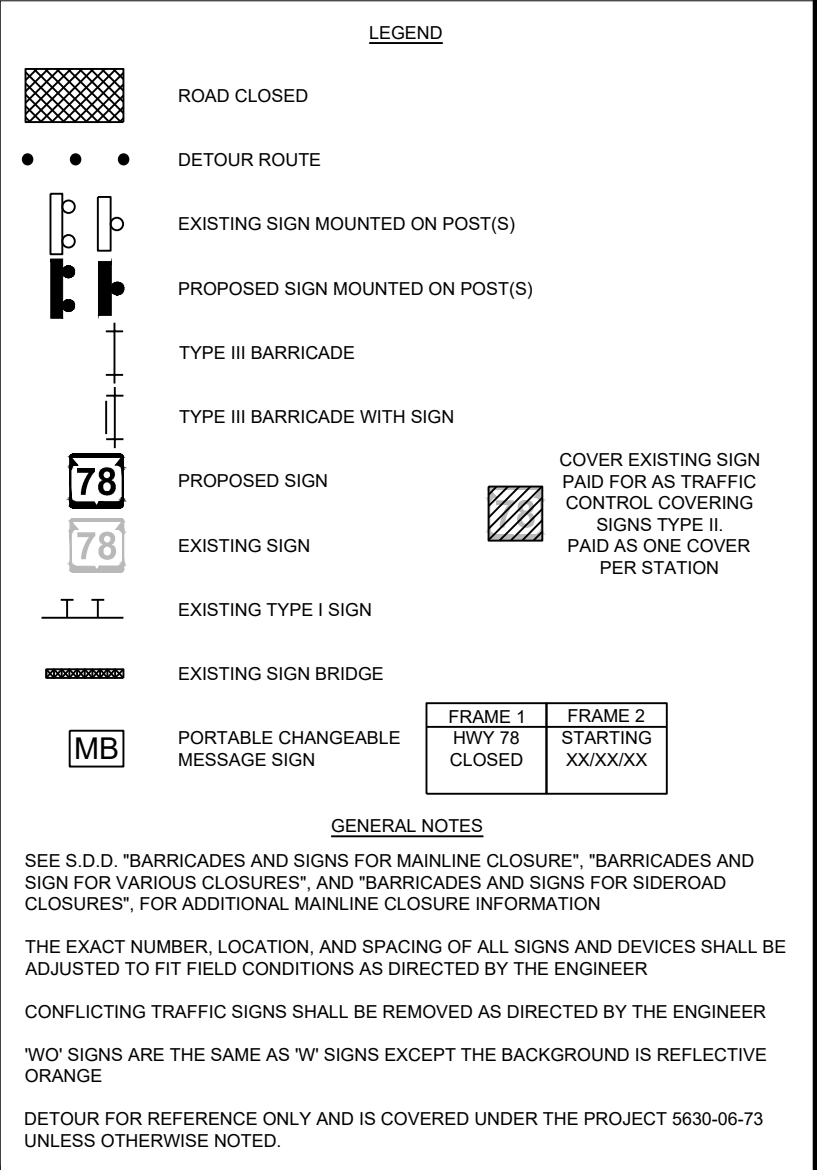 LEGEND
ROAD CLOSED
DETOUR ROUTE
EXISTING SIGN MOUNTED ON POST(S)
PROPOSED SIGN MOUNTED ON POST(S)
TYPE III BARRICADE
TYPE III BARRICADE WITH SIGN
78
PROPOSED SIGN
78
COVER EXISTING SIGN
PAID FOR AS TRAFFIC
CONTROL COVERING
SIGNS TYPE II.
PAID AS ONE COVER
PER STATION
78
EXISTING SIGN
EXISTING TYPE I SIGN
EXISTING SIGN BRIDGE
MB
PORTABLE CHANGEABLE
MESSAGE SIGN
FRAME 1
HWY 78
CLOSED
FRAME 2
STARTING
XX/XX/XX
GENERAL NOTES
SEE S.D.D. "BARRICADES AND SIGNS FOR MAINLINE CLOSURE", "BARRICADES AND
SIGN FOR VARIOUS CLOSURES", AND "BARRICADES AND SIGNS FOR SIDEROAD
CLOSURES", FOR ADDITIONAL MAINLINE CLOSURE INFORMATION
THE EXACT NUMBER, LOCATION, AND SPACING OF ALL SIGNS AND DEVICES SHALL BE
ADJUSTED TO FIT FIELD CONDITIONS AS DIRECTED BY THE ENGINEER
CONFLICTING TRAFFIC SIGNS SHALL BE REMOVED AS DIRECTED BY THE ENGINEER
'WO' SIGNS ARE THE SAME AS 'W' SIGNS EXCEPT THE BACKGROUND IS REFLECTIVE
ORANGE
DETOUR FOR REFERENCE ONLY AND IS COVERED UNDER THE PROJECT 5630-06-73
UNLESS OTHERWISE NOTED.